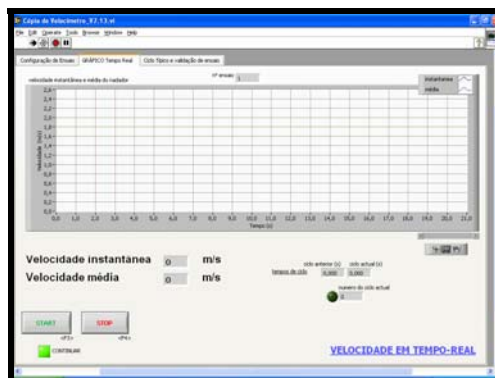 Cópia de Velocímetro_V7.13.vi
File Edit Operate Tools Browse Window Help
Configuração de Ensaio GRÁFICO Tempo Real Ciclo típico e validação de ensaio
velocidade instantânea e média do nadador
nº ensaio 1
instantanea
média
Velocidade (m/s)
2,6
2,4
2,2
2,0
1,8
1,6
1,4
1,2
1,0
0,8
0,6
0,4
0,2
0,0
0,0 1,0 2,0 3,0 4,0 5,0 6,0 7,0 8,0 9,0 10,0 11,0 12,0 13,0 14,0 15,0 16,0 17,0 18,0 19,0 20,0 21,0
Tempo (s)
Velocidade instantânea 0 m/s
Velocidade média 0 m/s
ciclo anterior (s) ciclo actual (s)
tempos de ciclo 0,000 0,000
numero do ciclo actual
0
START STOP
<F3> <F4>
CONTINUAR
VELOCIDADE EM TEMPO-REAL